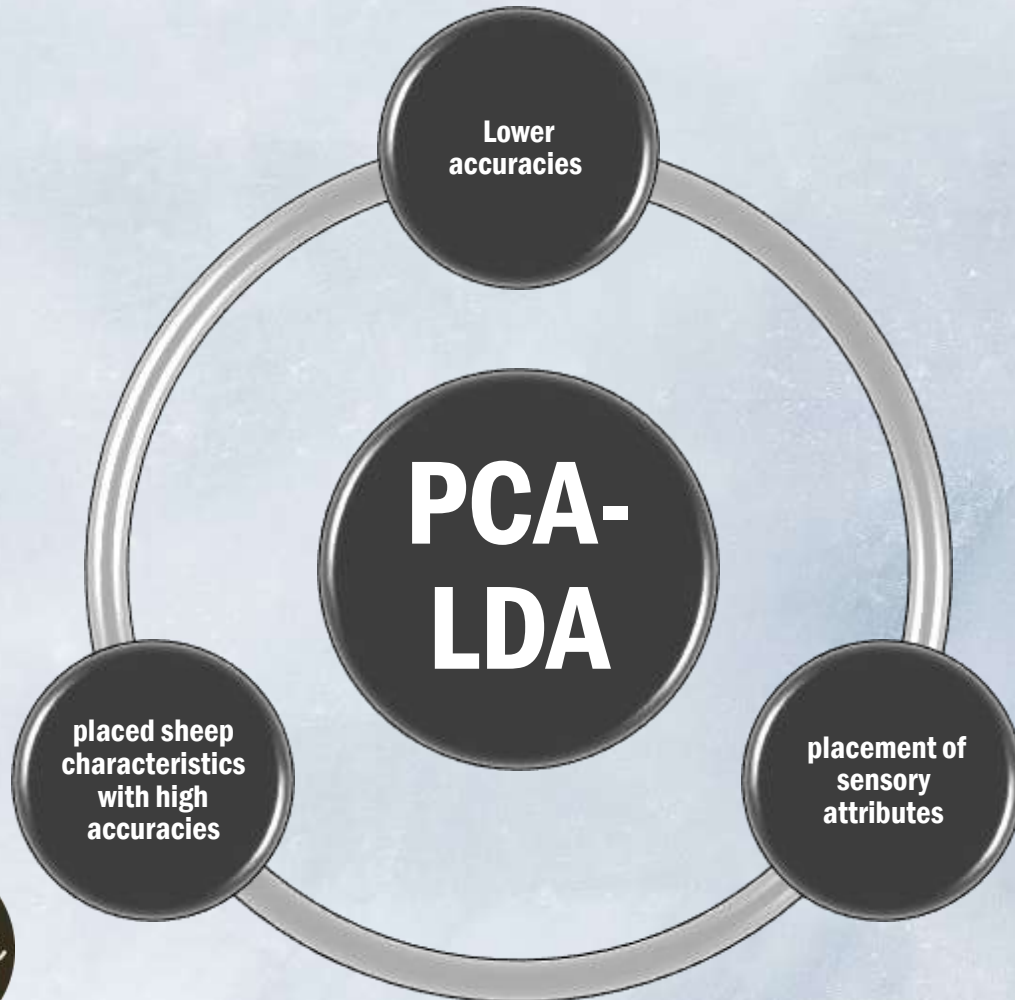 Lower
accuracies
PCA-
LDA
placed sheep
characteristics
with high
accuracies
placement of
sensory
attributes